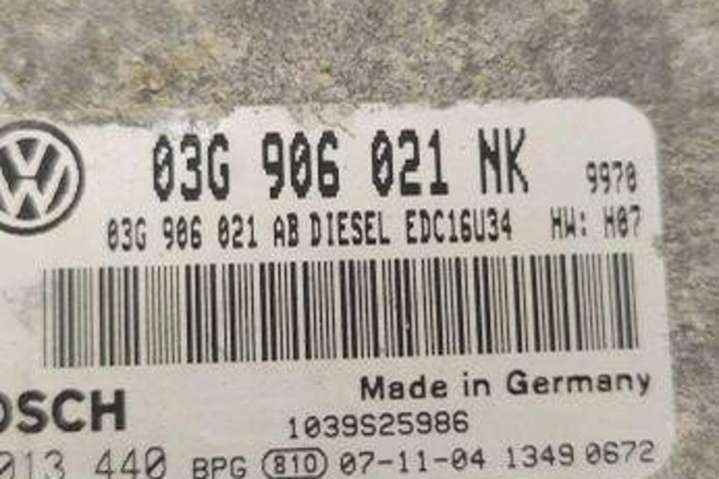 03G 906 021 NK 9970
03G 906 021 AB DIESEL EDC16U34 HW: H07
Made in Germany
OSCH
1039S25986
013 440 BPG 810 07-11-04 1349 0672